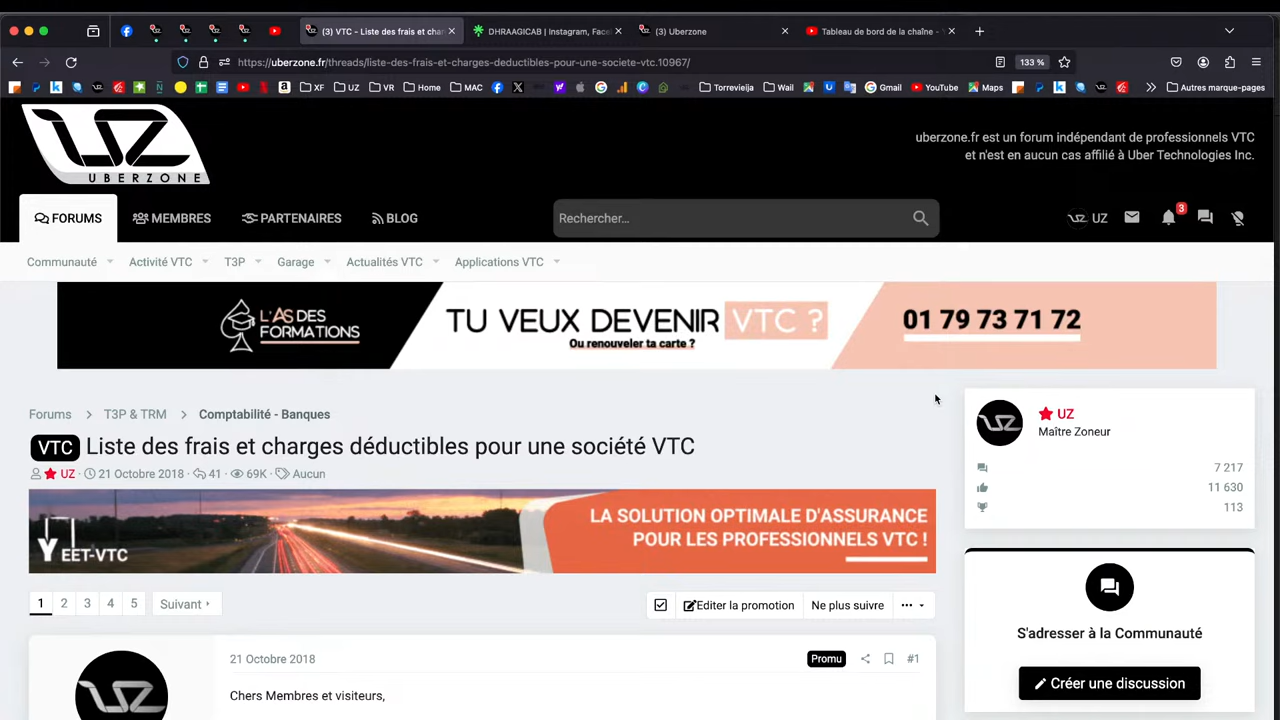 (3) VTC - Liste des frais et char
DHRAAGICAB | Instagram, Face
(3) Uberzone
Tableau de bord de la chaîne -
https://uberzone.fr/threads/liste-des-frais-et-charges-deductibles-pour-une-societe-vtc.10967/
133 %
XF
UZ
VR
Home
MAC
Torrevieja
Wail
Gmail
YouTube
Maps
Autres marque-pages
UZ
UBERZONE
uberzone.fr est un forum indépendant de professionnels VTC
et n'est en aucun cas affilié à Uber Technologies Inc.
FORUMS
MEMBRES
PARTENAIRES
BLOG
Rechercher…
UZ
3
Communauté
Activité VTC
T3P
Garage
Actualités VTC
Applications VTC
L'AS DES
FORMATIONS
TU VEUX DEVENIR VTC ?
Ou renouveler ta carte ?
01 79 73 71 72
Forums > T3P & TRM > Comptabilité - Banques
VTC Liste des frais et charges déductibles pour une société VTC
UZ · 21 Octobre 2018 · 41 · 69K · Aucun
YEET-VTC
LA SOLUTION OPTIMALE D'ASSURANCE
POUR LES PROFESSIONNELS VTC !
1 2 3 4 5 Suivant
Editer la promotion
Ne plus suivre
21 Octobre 2018
Promu
#1
Chers Membres et visiteurs,
UZ
Maître Zoneur
7 217
11 630
113
S'adresser à la Communauté
Créer une discussion